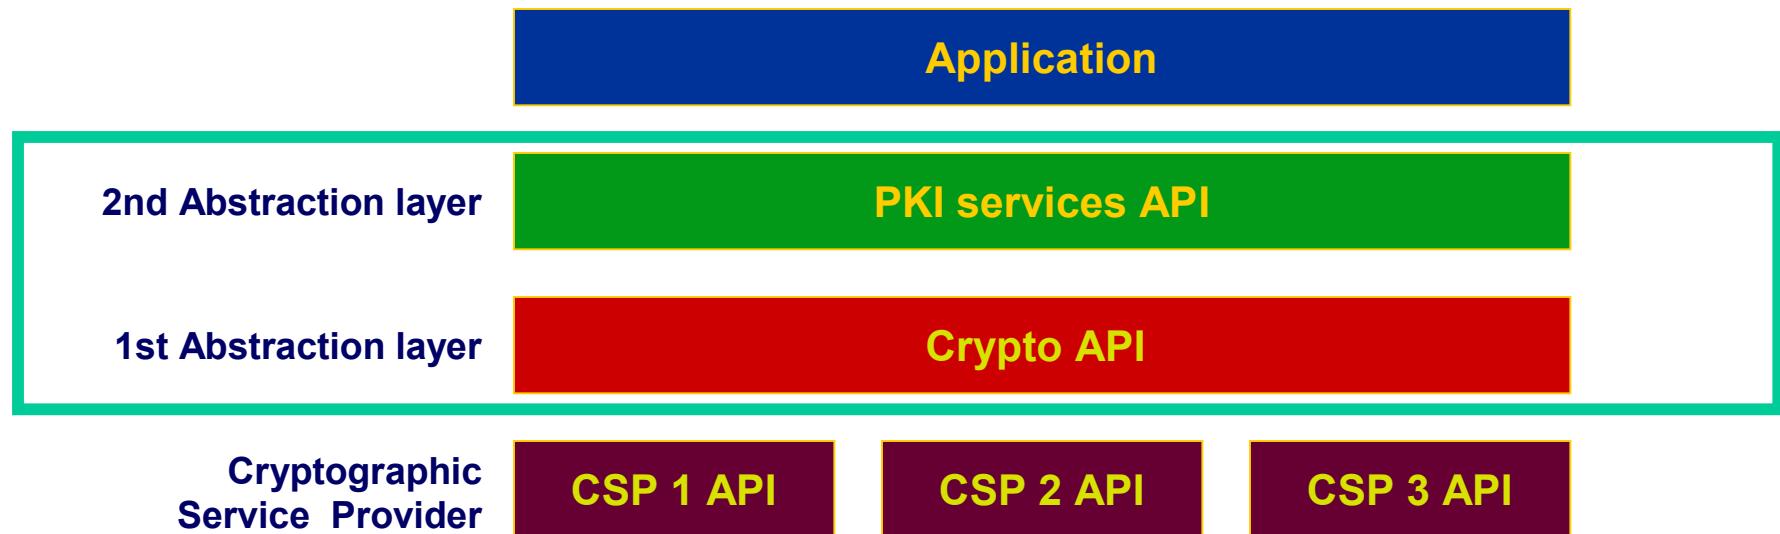 Application
2nd Abstraction layer
PKI services API
1st Abstraction layer
Crypto API
Cryptographic
Service Provider
CSP 1 API
CSP 2 API
CSP 3 API